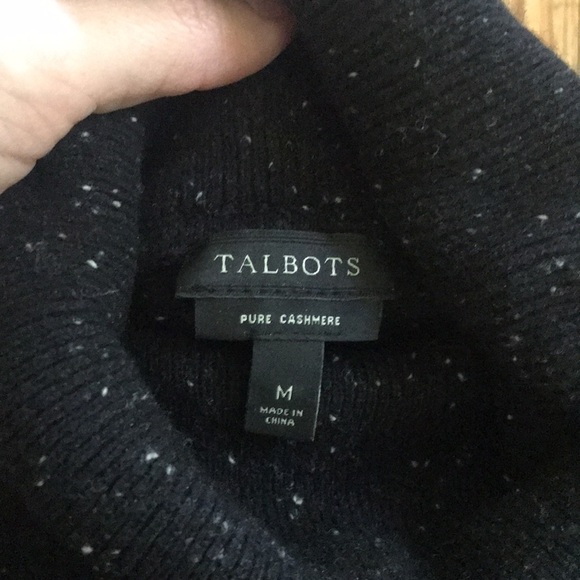 TALBOTS
PURE CASHMERE
M
MADE IN
CHINA